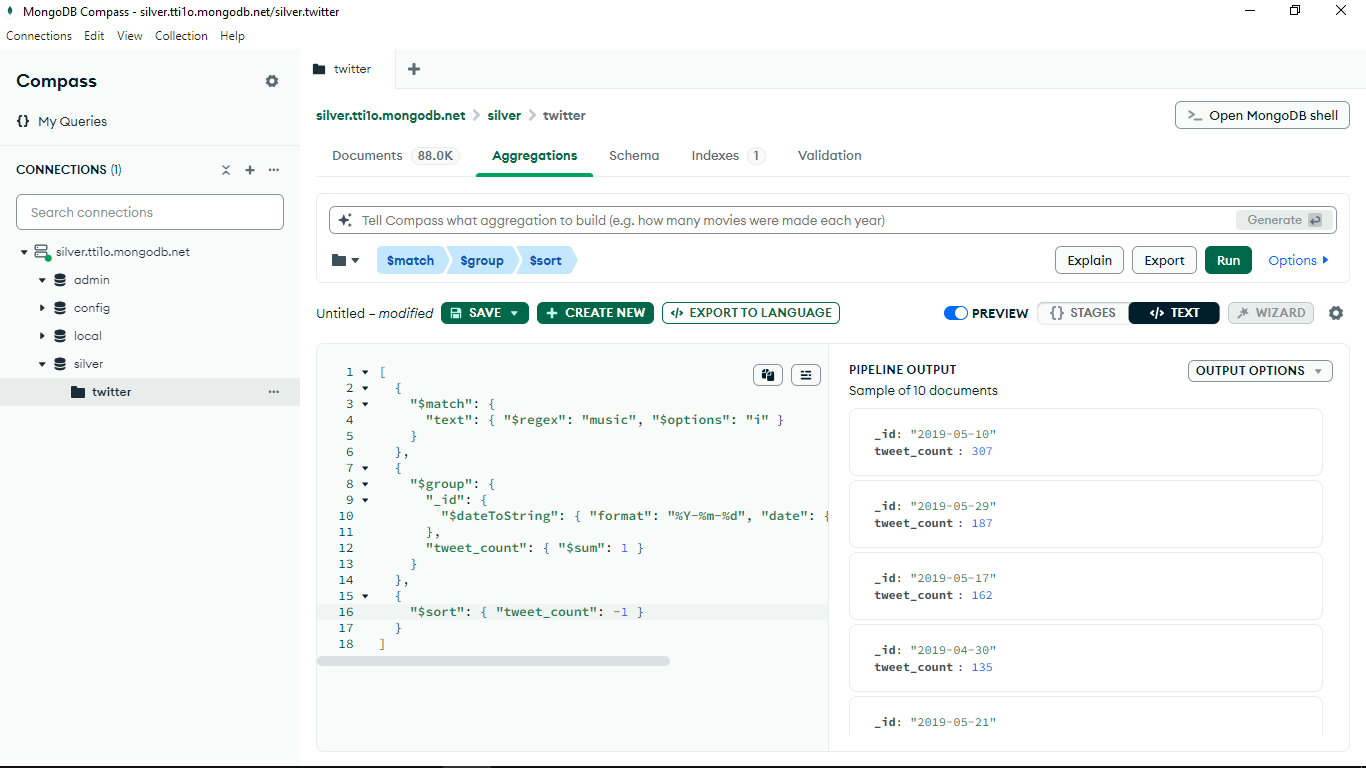 MongoDB Compass - silver.tti1o.mongodb.net/silver.twitter
Connections Edit View Collection Help
Compass
{} My Queries
CONNECTIONS (1)
Search connections
silver.tti1o.mongodb.net
admin
config
local
silver
twitter
twitter
silver.tti1o.mongodb.net > silver > twitter
>_ Open MongoDB shell
Documents 88.0K Aggregations Schema Indexes 1 Validation
Tell Compass what aggregation to build (e.g. how many movies were made each year)
Generate
$match $group $sort
Explain Export Run Options
Untitled – modified SAVE + CREATE NEW </> EXPORT TO LANGUAGE
PREVIEW {} STAGES </> TEXT WIZARD
1 [
2 {
3 "$match": {
4 "text": { "$regex": "music", "$options": "i" }
5 }
6 },
7 {
8 "$group": {
9 "_id": {
10 "$dateToString": { "format": "%Y-%m-%d", "date": {
11 },
12 "tweet_count": { "$sum": 1 }
13 }
14 },
15 {
16 "$sort": { "tweet_count": -1 }
17 }
18 ]
PIPELINE OUTPUT
Sample of 10 documents
OUTPUT OPTIONS
_id: "2019-05-10"
tweet_count : 307
_id: "2019-05-29"
tweet_count : 187
_id: "2019-05-17"
tweet_count : 162
_id: "2019-04-30"
tweet_count : 135
_id: "2019-05-21"